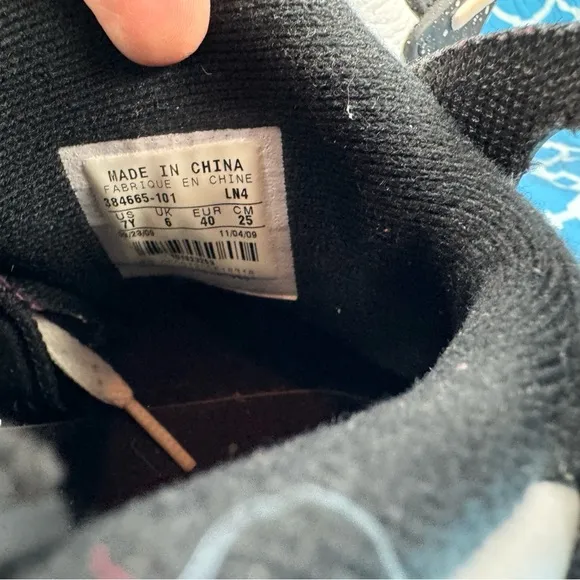 MADE IN CHINA
FABRIQUE EN CHINE
384665-101 LN4
US UK EUR CM
7Y 6 40 25
11/04/09